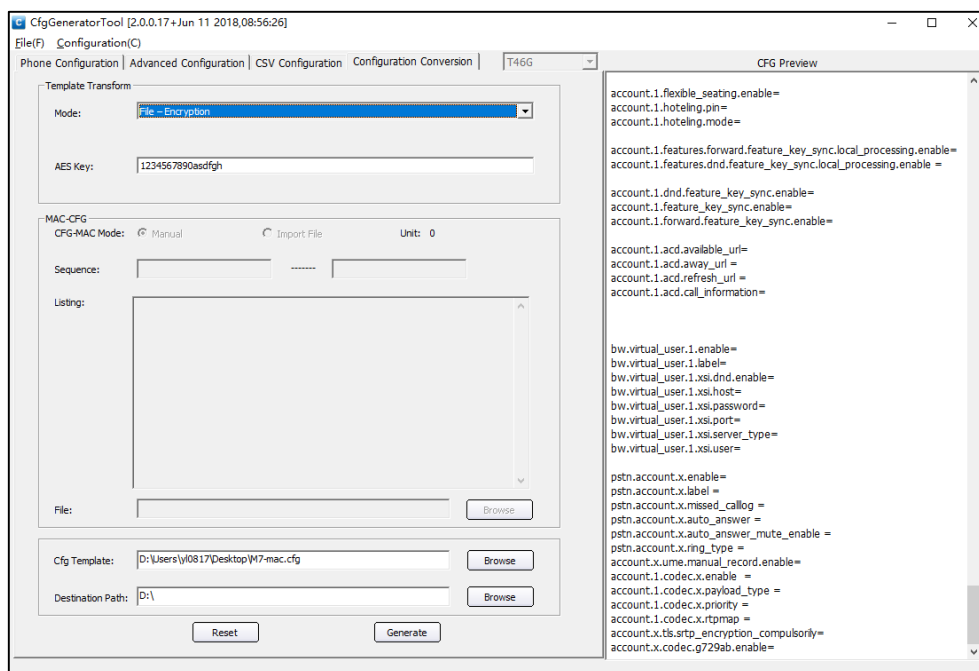 CfgGeneratorTool [2.0.0.17+Jun 11 2018,08:56:26]
File(F) Configuration(C)
Phone Configuration Advanced Configuration CSV Configuration Configuration Conversion T46G
Template Transform
Mode: File – Encryption
AES Key: 1234567890asdfgh
MAC-CFG
CFG-MAC Mode: Manual Import File Unit: 0
Sequence: -------
Listing:
File: Browse
Cfg Template: D:\Users\yl0817\Desktop\M7-mac.cfg Browse
Destination Path: D:\ Browse
Reset Generate
CFG Preview
account.1.flexible_seating.enable=
account.1.hoteling.pin=
account.1.hoteling.mode=
account.1.features.forward.feature_key_sync.local_processing.enable=
account.1.features.dnd.feature_key_sync.local_processing.enable =
account.1.dnd.feature_key_sync.enable=
account.1.feature_key_sync.enable=
account.1.forward.feature_key_sync.enable=
account.1.acd.available_url=
account.1.acd.away_url =
account.1.acd.refresh_url =
account.1.acd.call_information=
bw.virtual_user.1.enable=
bw.virtual_user.1.label=
bw.virtual_user.1.xsi.dnd.enable=
bw.virtual_user.1.xsi.host=
bw.virtual_user.1.xsi.password=
bw.virtual_user.1.xsi.port=
bw.virtual_user.1.xsi.server_type=
bw.virtual_user.1.xsi.user=
pstn.account.x.enable=
pstn.account.x.label =
pstn.account.x.missed_calllog =
pstn.account.x.auto_answer =
pstn.account.x.auto_answer_mute_enable =
pstn.account.x.ring_type =
account.x.ume.manual_record.enable=
account.1.codec.x.enable =
account.1.codec.x.payload_type =
account.1.codec.x.priority =
account.1.codec.x.rtpmap =
account.x.tls.srtp_encryption_compulsorily=
account.x.codec.g729ab.enable=